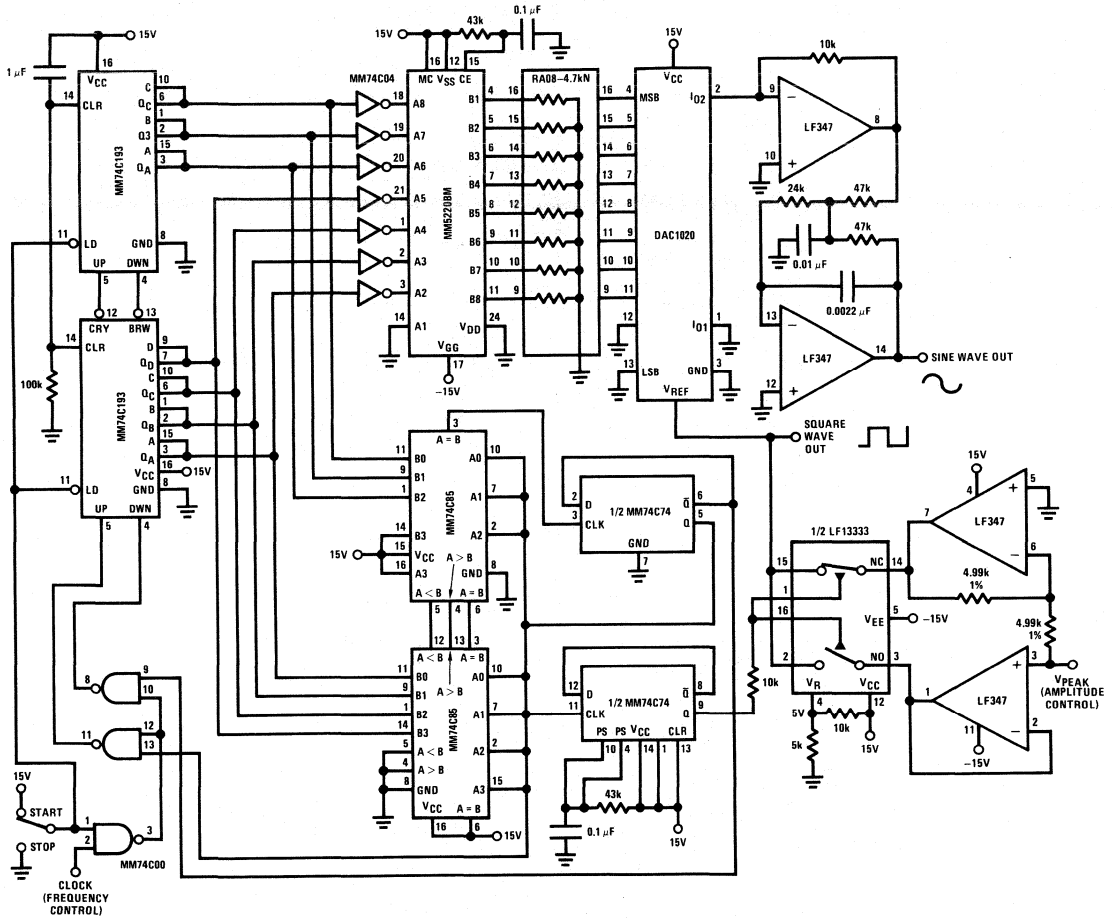 15V
1 μF
16
VCC
14
CLR
C
10
QC
6
B
1
Q3
2
A
15
QA
3
MM74C193
11
LD
GND
8
UP
DWN
5
4
12
13
CRY
BRW
14
CLR
D
9
QD
7
C
10
QC
6
B
1
QB
2
A
15
QA
3
VCC
16
15V
MM74C193
100k
11
LD
GND
8
UP
DWN
5
4
8
9
10
11
12
13
15V
START
STOP
1
2
3
MM74C00
CLOCK
(FREQUENCY
CONTROL)
MM74C04
15V
43k
0.1 μF
16
12
15
MC VSS CE
18
A8
19
A7
20
A6
21
A5
1
A4
2
A3
3
A2
14
A1
MM5220BM
B1
4
B2
5
B3
6
B4
7
B5
8
B6
9
B7
10
B8
11
24
VDD
VGG
17
-15V
RA08-4.7kN
16
15
14
13
12
11
10
9
16
15
14
13
12
11
10
9
15V
VCC
4
MSB
5
6
7
8
9
10
11
12
13
LSB
DAC1020
IO2
2
IO1
1
GND
3
VREF
10k
9
10
8
LF347
24k
47k
47k
0.01 μF
0.0022 μF
13
12
14
LF347
SINE WAVE OUT
SQUARE
WAVE
OUT
3
A = B
11
B0
A0
10
9
B1
1
B2
A1
7
MM74C85
A2
2
14
B3
15
VCC
A > B
16
A3
GND
8
15V
A < B
A = B
5
4
6
12
13
3
A < B
A = B
A > B
11
B0
A0
10
9
B1
1
B2
A1
7
14
B3
MM74C85
5
A < B
A2
2
4
A > B
8
GND
A3
15
VCC
A = B
16
6
15V
2
D
3
CLK
1/2 MM74C74
Q
6
Q
5
GND
7
12
D
11
CLK
1/2 MM74C74
Q
8
Q
9
PS
PS
VCC
CLR
10
4
14
1
13
43k
0.1 μF
15V
10k
1/2 LF13333
15
NC
14
1
16
VEE
5
-15V
2
NO
3
VR
VCC
4
12
5V
10k
15V
5k
15V
4
7
5
6
LF347
4.99k
1%
4.99k
1%
1
3
2
LF347
11
-15V
VPEAK
(AMPLITUDE
CONTROL)